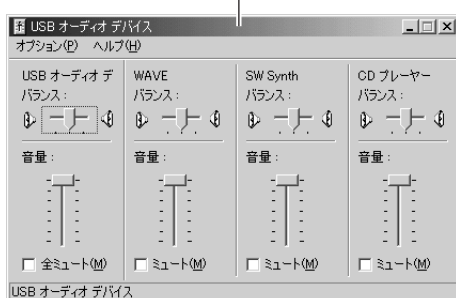 USB オーディオ デバイス
オプション(P) ヘルプ(H)
USB オーディオ デ
バランス:
音量:
全ミュート(M)
WAVE
バランス:
音量:
ミュート(M)
SW Synth
バランス:
音量:
ミュート(M)
CD プレーヤー
バランス:
音量:
ミュート(M)
USB オーディオ デバイス